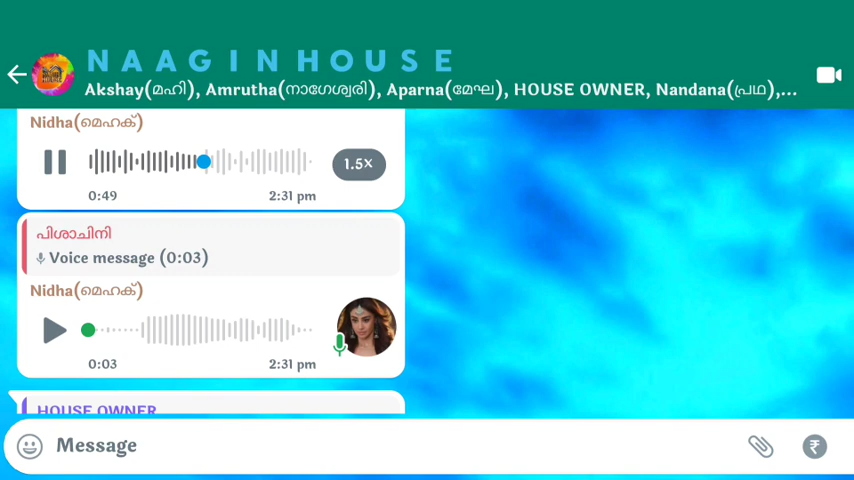 NAAGIN HOUSE
Akshay(മഹി), Amrutha(നാഗേശ്വരി), Aparna(മേഘ), HOUSE OWNER, Nandana(പ്രഥ),...
Nidha(മെഹക്)
1.5×
0:49 2:31 pm
പിശാചിനി
Voice message (0:03)
Nidha(മെഹക്)
0:03 2:31 pm
HOUSE OWNER
Message
₹